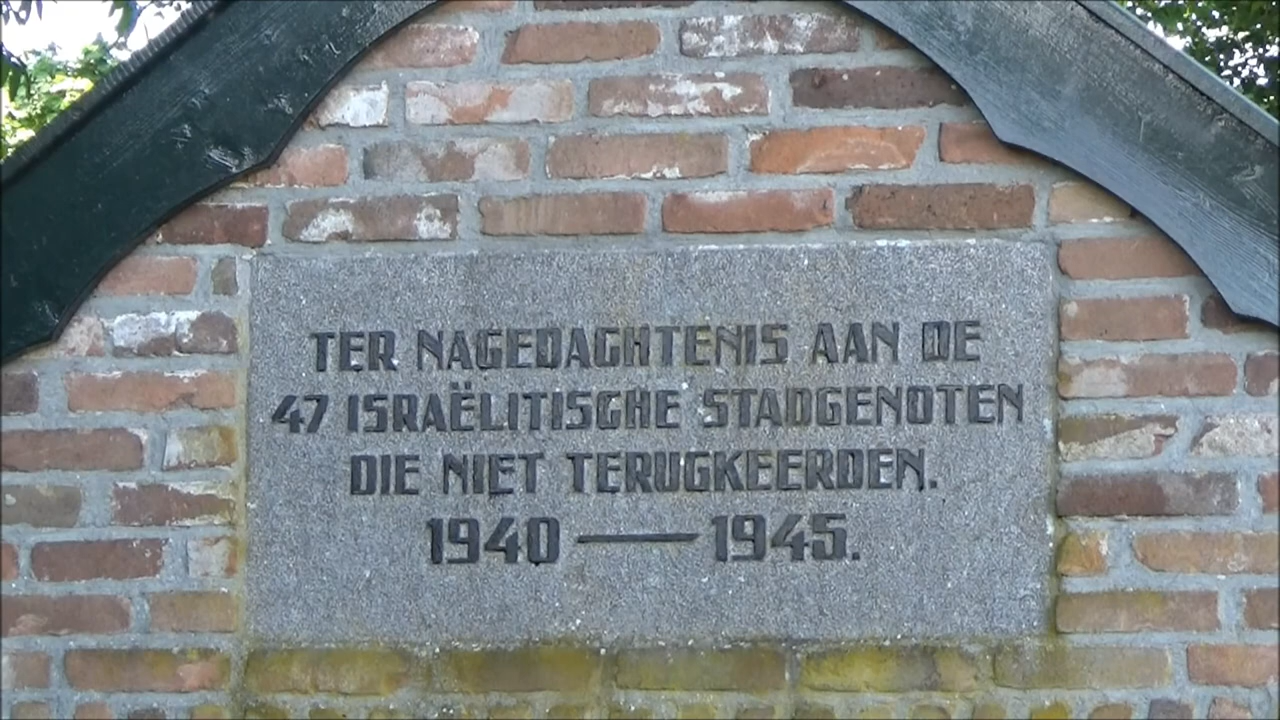 TER NAGEDACHTENIS AAN DE
47 ISRAËLITISCHE STADGENOTEN
DIE NIET TERUGKEERDEN.
1940 — 1945.